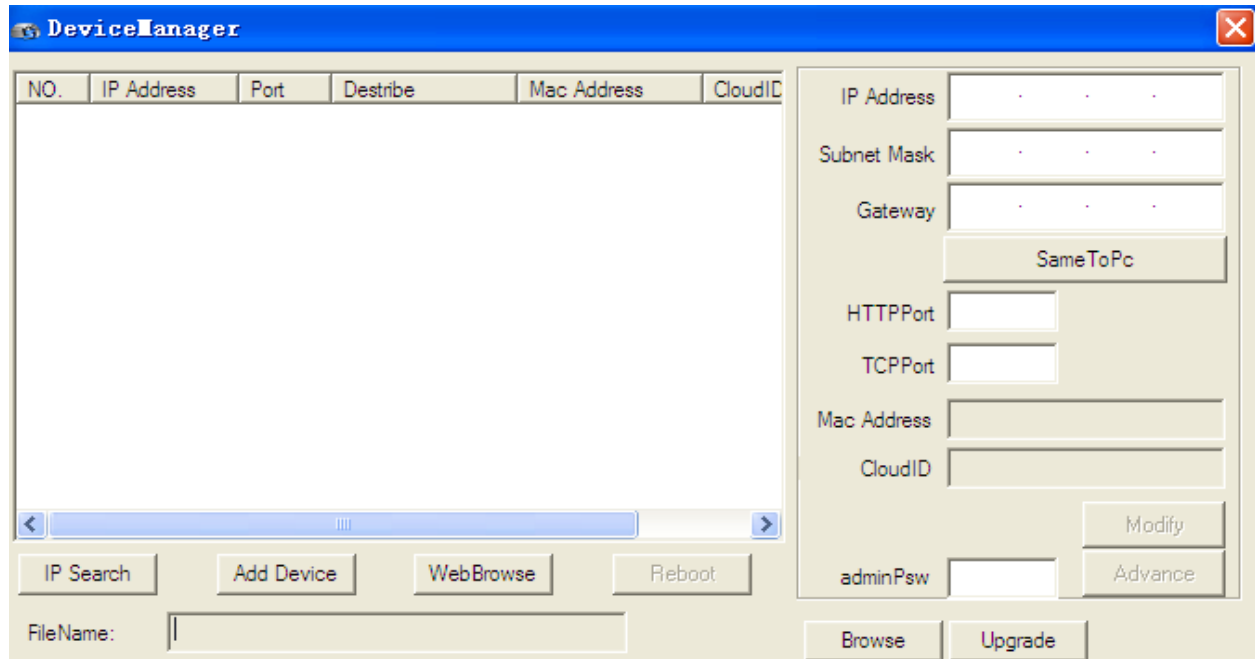 DeviceManager
NO. IP Address Port Destribe Mac Address CloudID
IP Address
Subnet Mask
Gateway
SameToPc
HTTPPort
TCPPort
Mac Address
CloudID
Modify
IP Search Add Device WebBrowse Reboot adminPsw Advance
FileName: Browse Upgrade